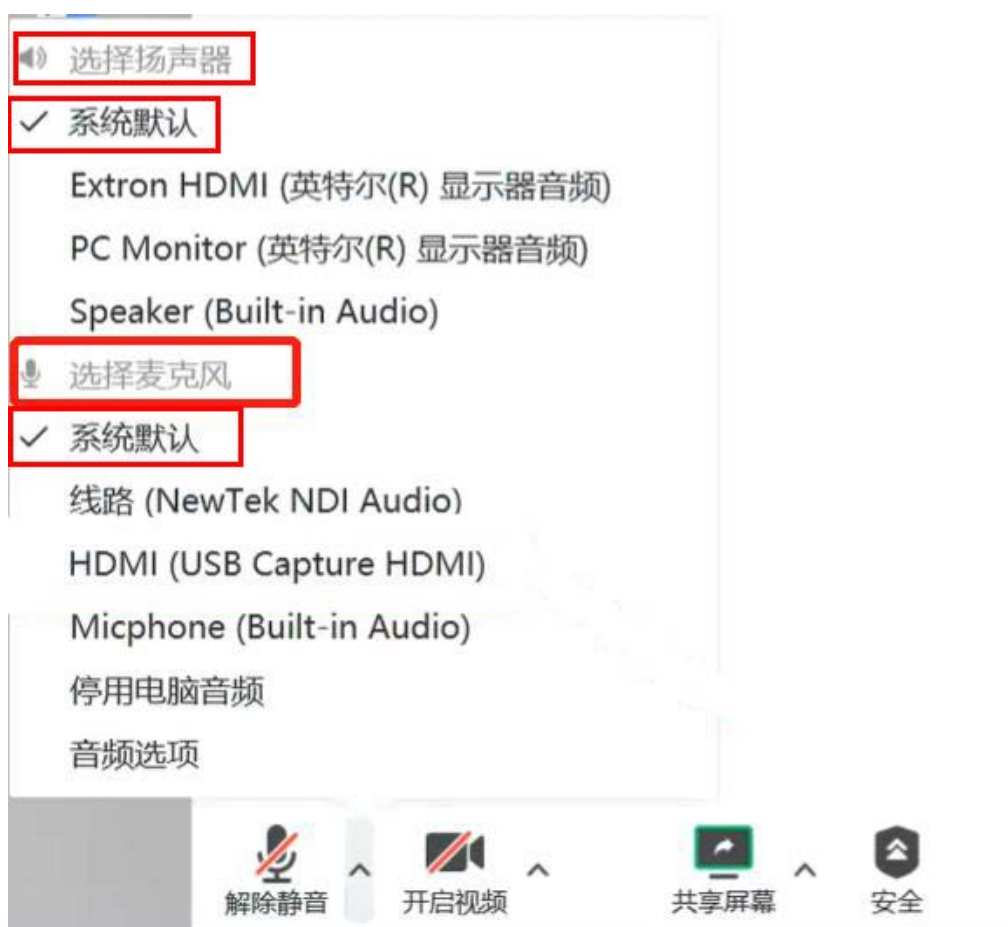 选择扬声器
系统默认
Extron HDMI (英特尔(R) 显示器音频)
PC Monitor (英特尔(R) 显示器音频)
Speaker (Built-in Audio)
选择麦克风
系统默认
线路 (NewTek NDI Audio)
HDMI (USB Capture HDMI)
Micphone (Built-in Audio)
停用电脑音频
音频选项
解除静音 开启视频 共享屏幕 安全